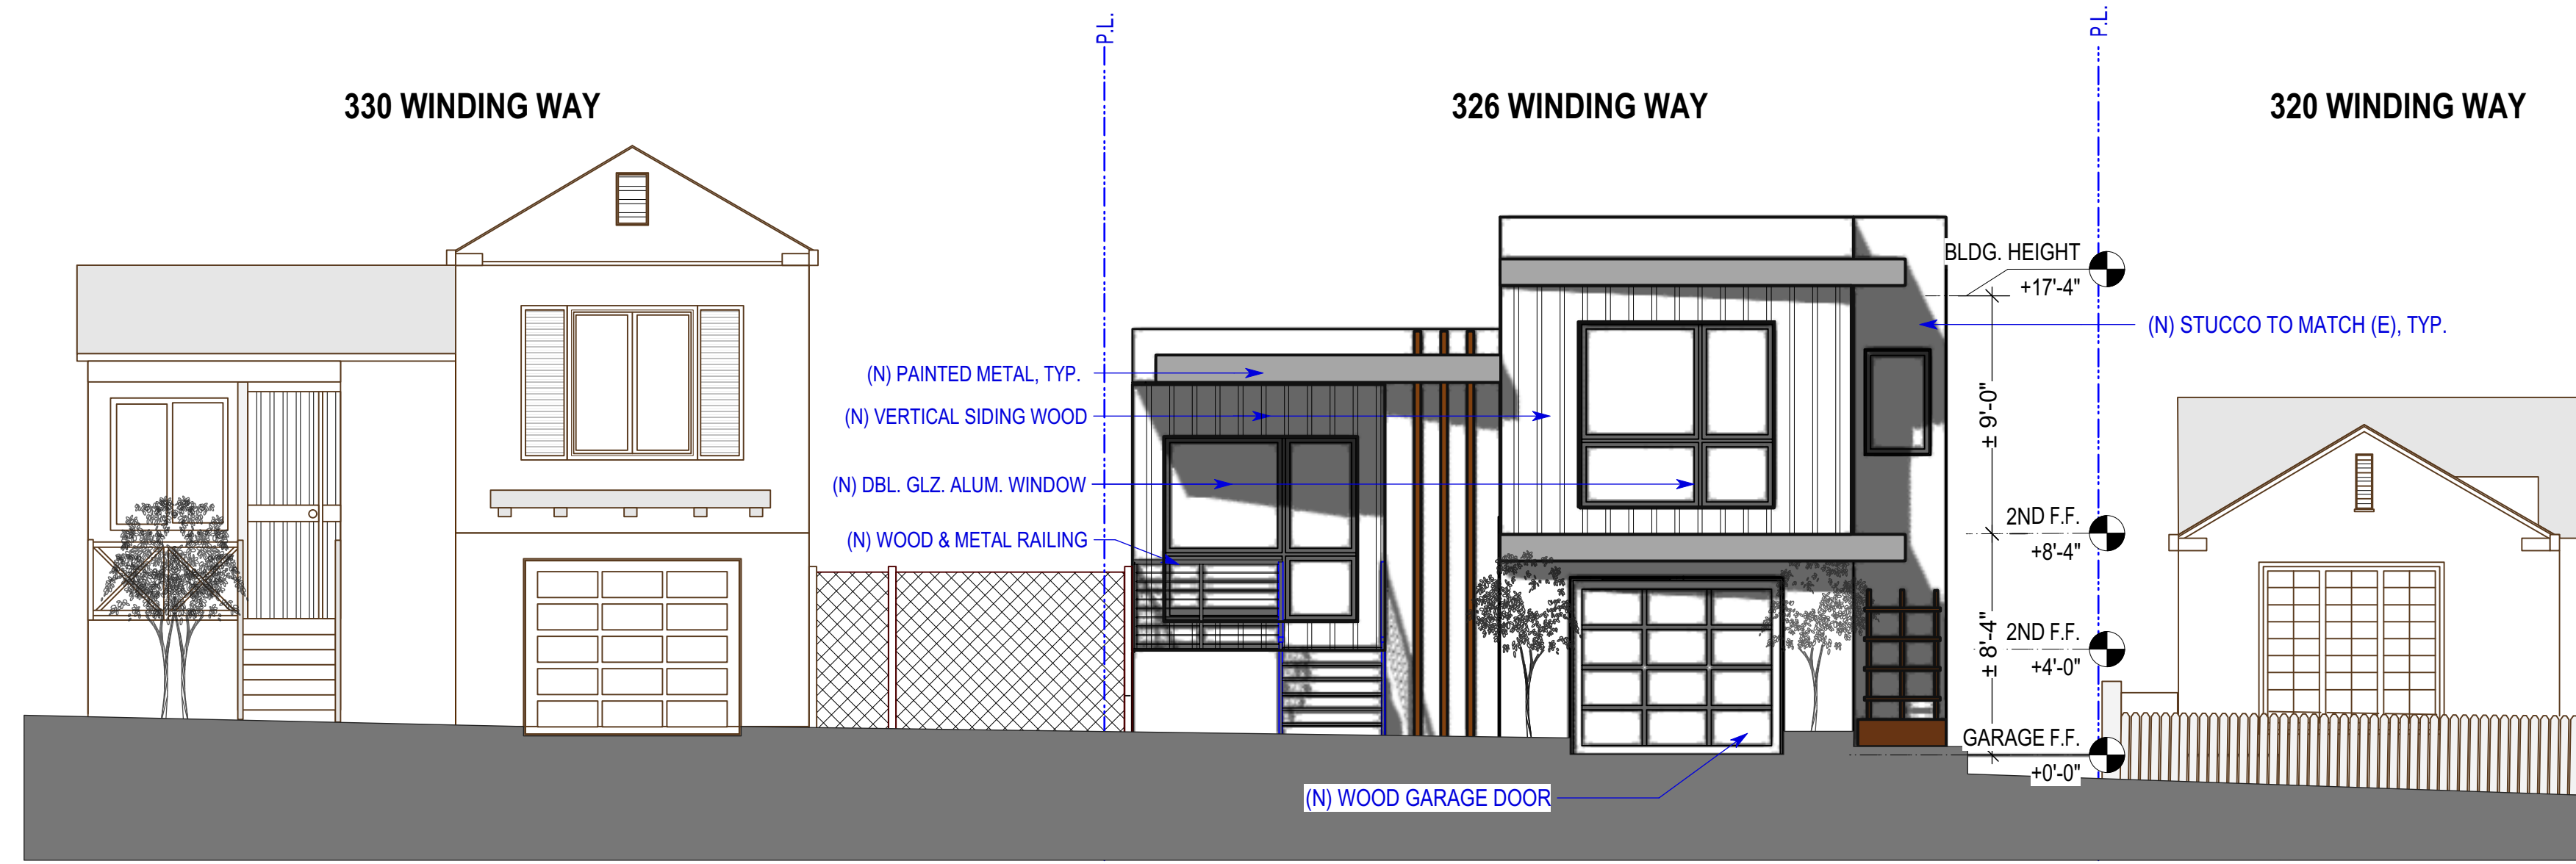 P.L.
P.L.
330 WINDING WAY
326 WINDING WAY
320 WINDING WAY
BLDG. HEIGHT
+17'-4"
(N) STUCCO TO MATCH (E), TYP.
(N) PAINTED METAL, TYP.
(N) VERTICAL SIDING WOOD
± 9'-0"
(N) DBL. GLZ. ALUM. WINDOW
2ND F.F.
+8'-4"
(N) WOOD & METAL RAILING
2ND F.F.
+4'-0"
± 8'-4"
GARAGE F.F.
+0'-0"
(N) WOOD GARAGE DOOR